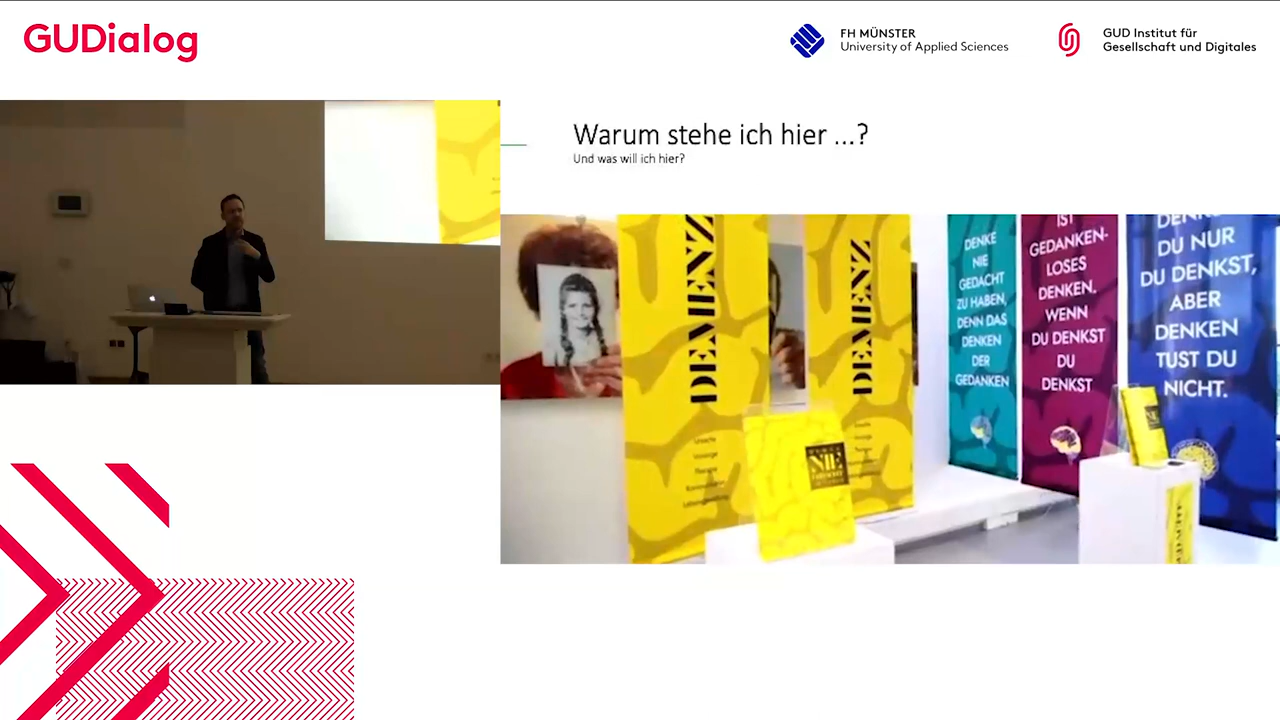 GUDialog
FH MÜNSTER
University of Applied Sciences
GUD Institut für
Gesellschaft und Digitales
Warum stehe ich hier ...?
Und was will ich hier?
DEMENZ
DEMENZ
NIE
DENKE
NIE
GEDACHT
ZU HABEN,
DENN DAS
DENKEN
DER
GEDANKEN
IST
GEDANKEN-
LOSES
DENKEN.
WENN
DU DENKST
DU
DENKST
DU NUR
DU DENKST,
ABER
DENKEN
TUST DU
NICHT.